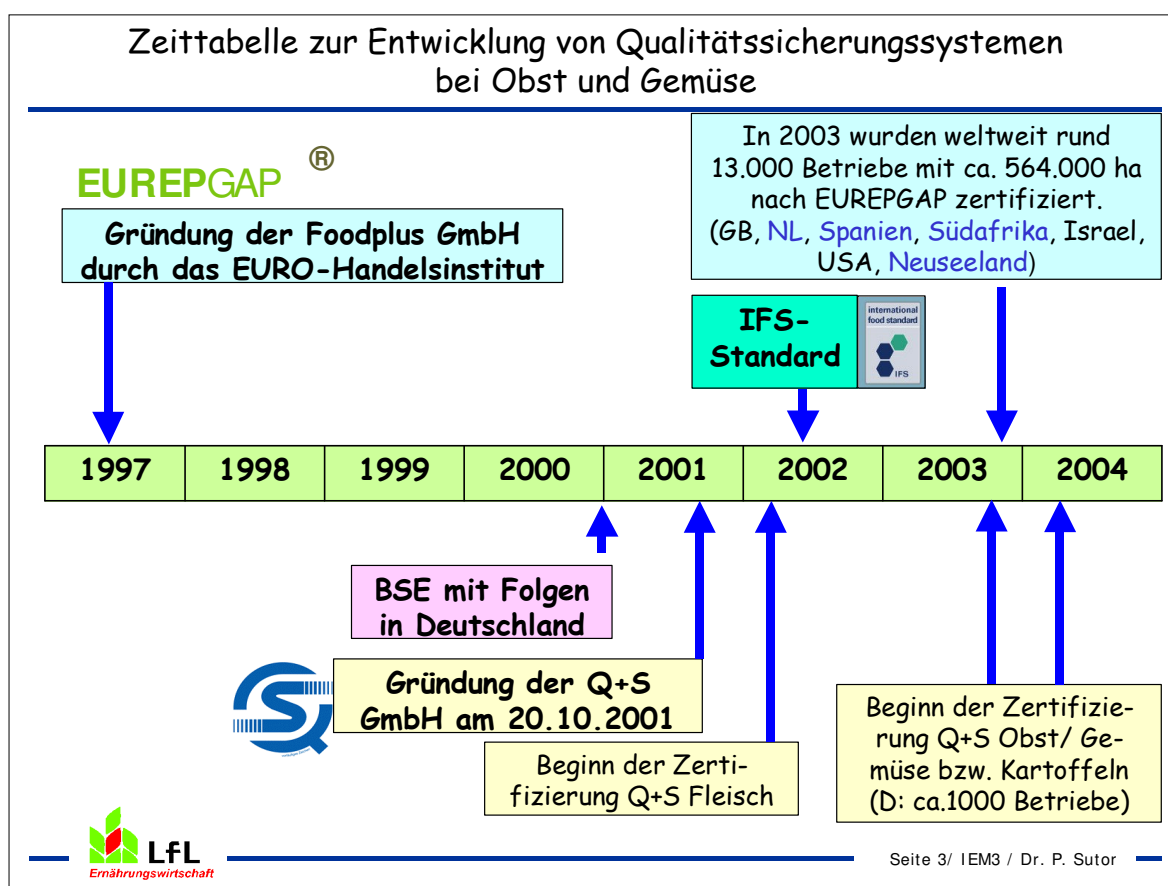 Zeittabelle zur Entwicklung von Qualitätssicherungssystemen
bei Obst und Gemüse
EUREPGAP ®
Gründung der Foodplus GmbH
durch das EURO-Handelsinstitut
In 2003 wurden weltweit rund
13.000 Betriebe mit ca. 564.000 ha
nach EUREPGAP zertifiziert.
(GB, NL, Spanien, Südafrika, Israel,
USA, Neuseeland)
IFS-
Standard
international
food standard
IFS
1997 1998 1999 2000 2001 2002 2003 2004
BSE mit Folgen
in Deutschland
QS
Gründung der Q+S
GmbH am 20.10.2001
Beginn der Zerti-
fizierung Q+S Fleisch
Beginn der Zertifizie-
rung Q+S Obst/ Ge-
müse bzw. Kartoffeln
(D: ca.1000 Betriebe)
LfL
Ernährungswirtschaft
Seite 3/ IEM3 / Dr. P. Sutor